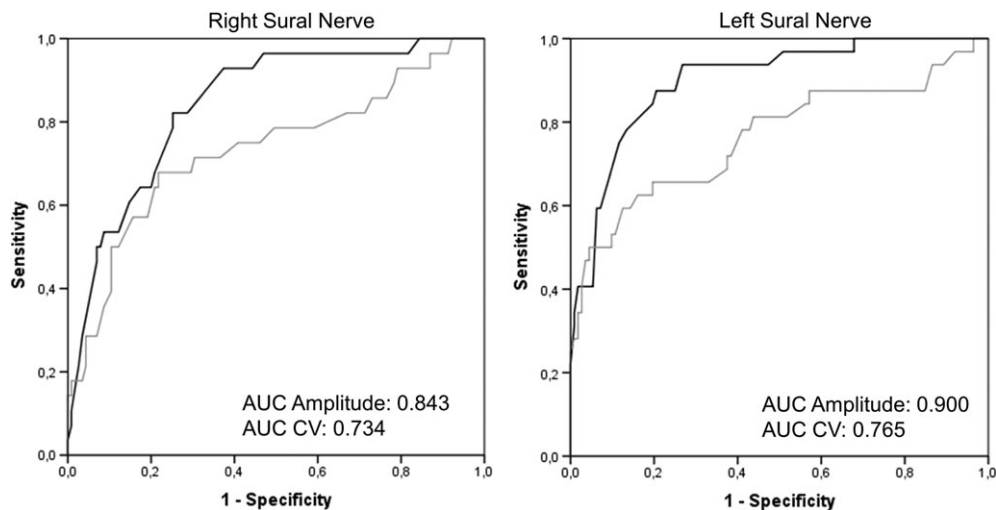 Right Sural Nerve
1,0
0,8
0,6
0,4
0,2
0,0
Sensitivity
AUC Amplitude: 0.843
AUC CV: 0.734
0,0 0,2 0,4 0,6 0,8 1,0
1 - Specificity
Left Sural Nerve
1,0
0,8
0,6
0,4
0,2
0,0
Sensitivity
AUC Amplitude: 0.900
AUC CV: 0.765
0,0 0,2 0,4 0,6 0,8 1,0
1 - Specificity